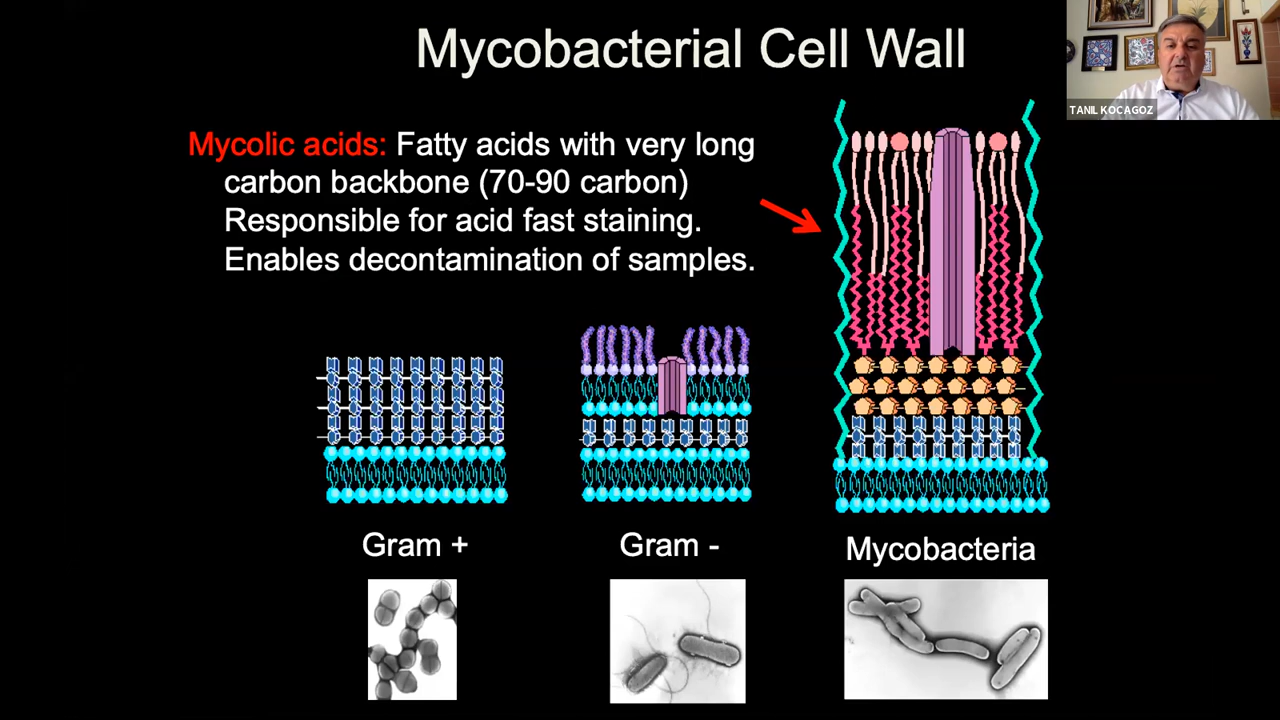 Mycobacterial Cell Wall
TANIL KOCAGOZ
Mycolic acids: Fatty acids with very long
carbon backbone (70-90 carbon)
Responsible for acid fast staining.
Enables decontamination of samples.
Gram +
Gram -
Mycobacteria